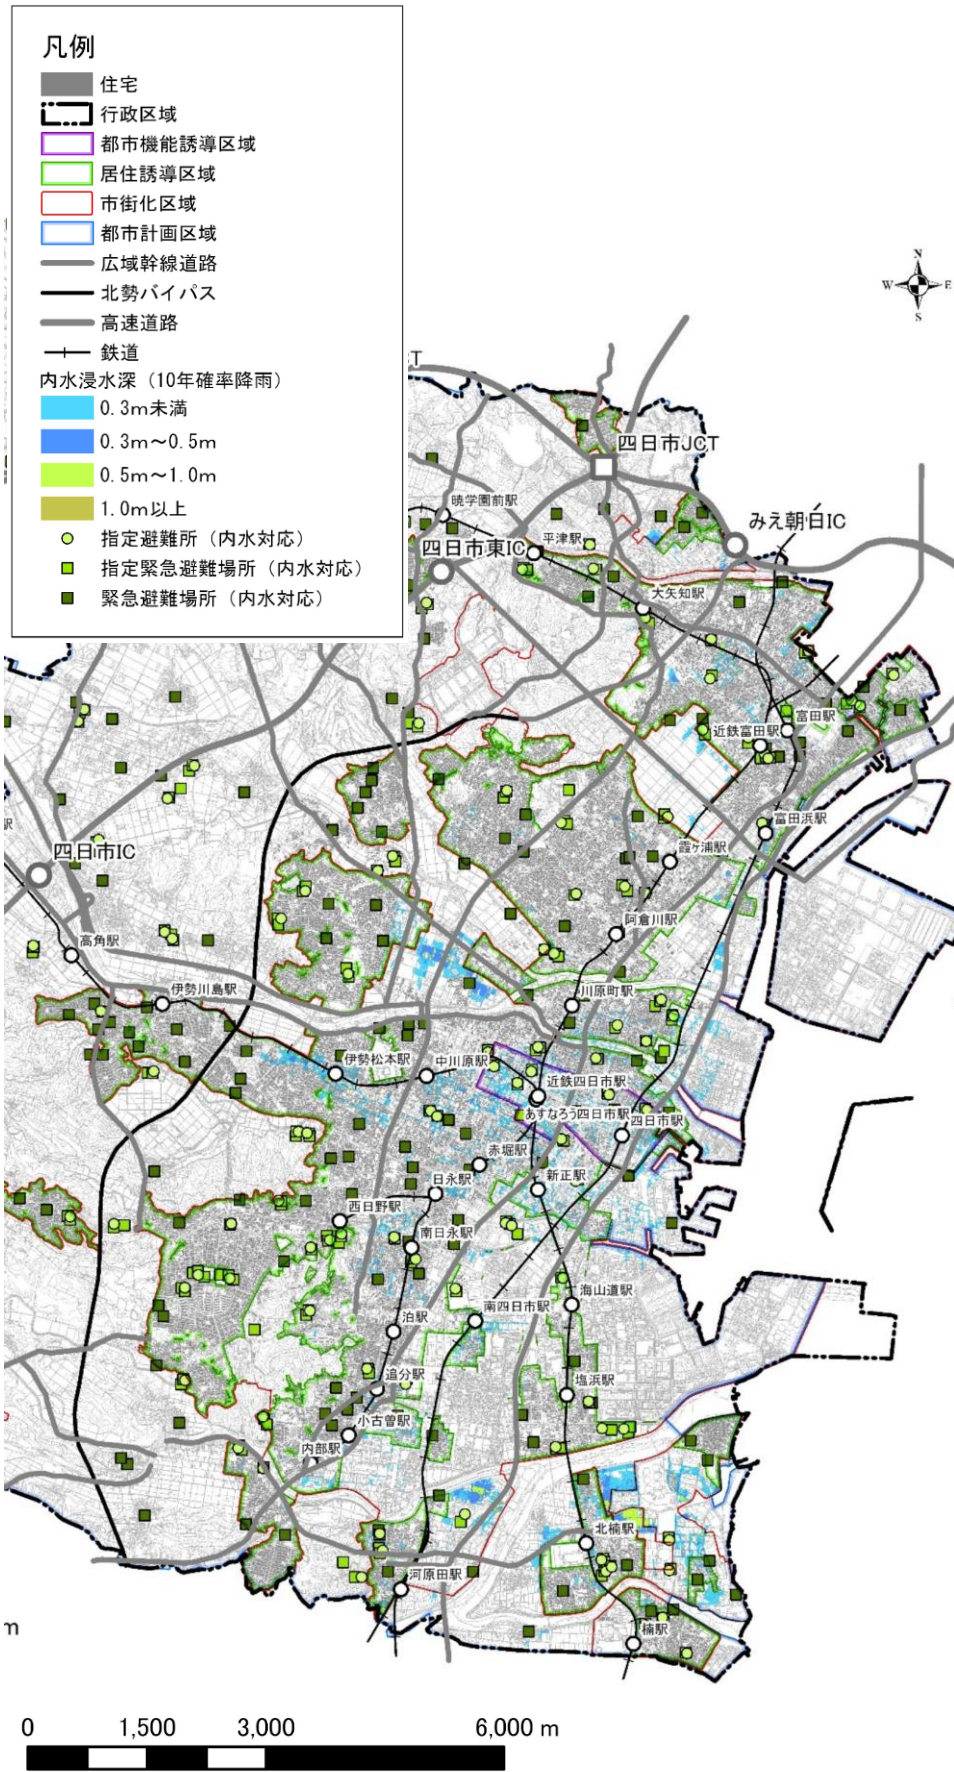 凡例
住宅
行政区域
都市機能誘導区域
居住誘導区域
市街化区域
都市計画区域
広域幹線道路
北勢バイパス
高速道路
鉄道
内水浸水深（10年確率降雨）
0.3m未満
0.3m～0.5m
0.5m～1.0m
1.0m以上
指定避難所（内水対応）
指定緊急避難場所（内水対応）
緊急避難場所（内水対応）
N
W E
S
CT
四日市JCT
暁学園前駅
みえ朝日IC
平津駅
四日市東IC
大矢知駅
富田駅
近鉄富田駅
富田浜駅
駅
四日市IC
霞ヶ浦駅
阿倉川駅
高角駅
伊勢川島駅
川原町駅
伊勢松本駅
中川原駅
近鉄四日市駅
あすなろう四日市駅
四日市駅
赤堀駅
日永駅
新正駅
西日野駅
南日永駅
海山道駅
南四日市駅
泊駅
追分駅
塩浜駅
小古曽駅
内部駅
北楠駅
河原田駅
楠駅
m
0 1,500 3,000 6,000 m